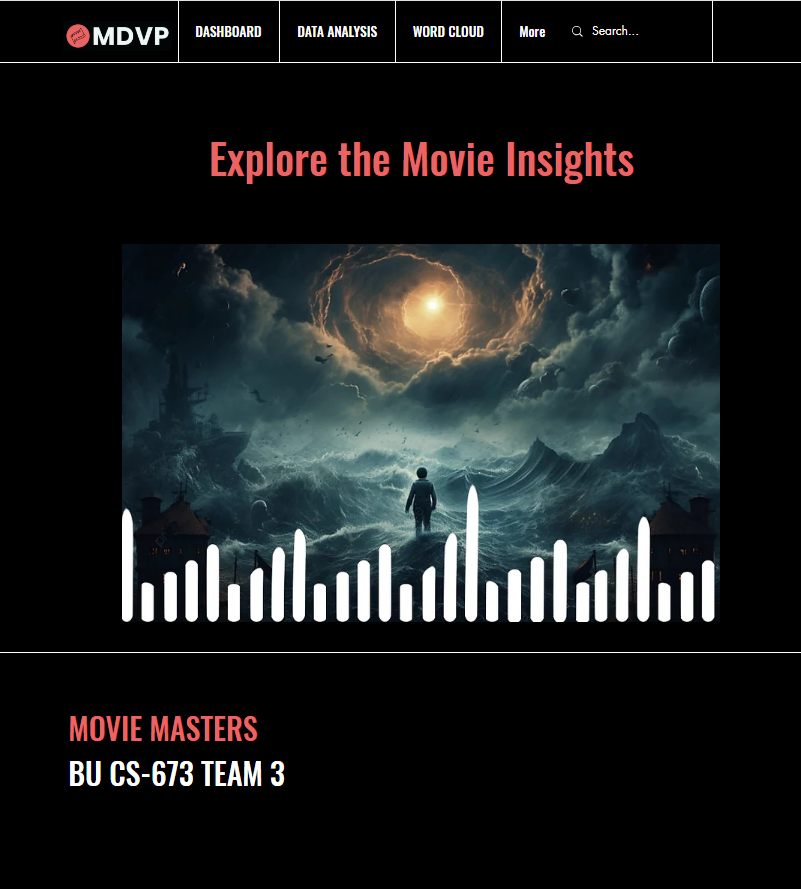 MDVP DASHBOARD DATA ANALYSIS WORD CLOUD More Search...
Explore the Movie Insights
MOVIE MASTERS
BU CS-673 TEAM 3